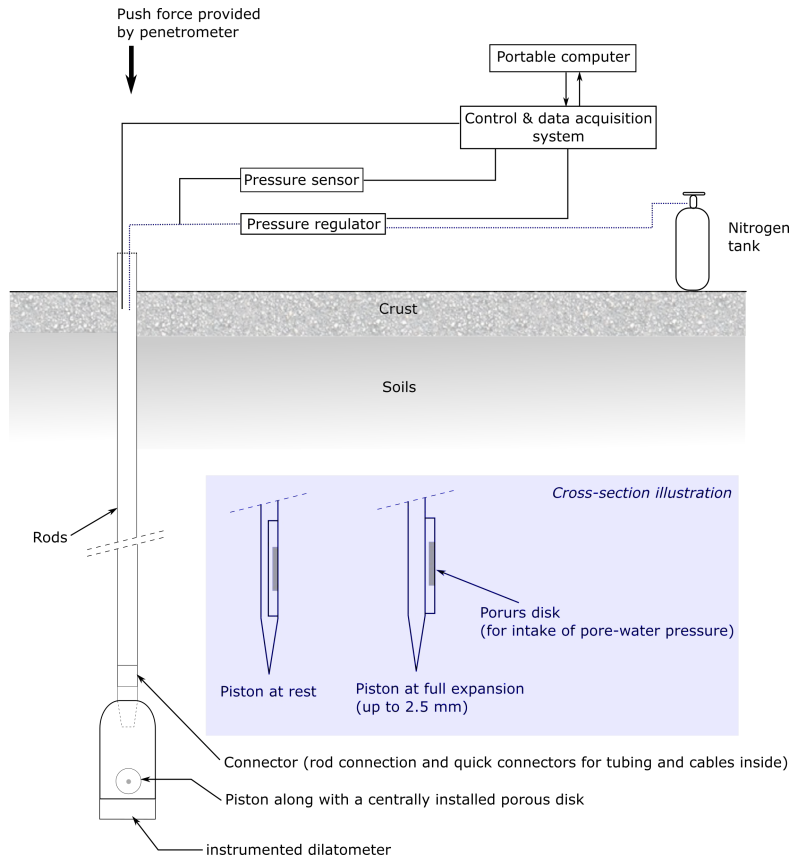 Push force provided
by penetrometer
Portable computer
Control & data acquisition
system
Pressure sensor
Pressure regulator
Nitrogen
tank
Crust
Soils
Cross-section illustration
Rods
Porurs disk
(for intake of pore-water pressure)
Piston at rest
Piston at full expansion
(up to 2.5 mm)
Connector (rod connection and quick connectors for tubing and cables inside)
Piston along with a centrally installed porous disk
instrumented dilatometer